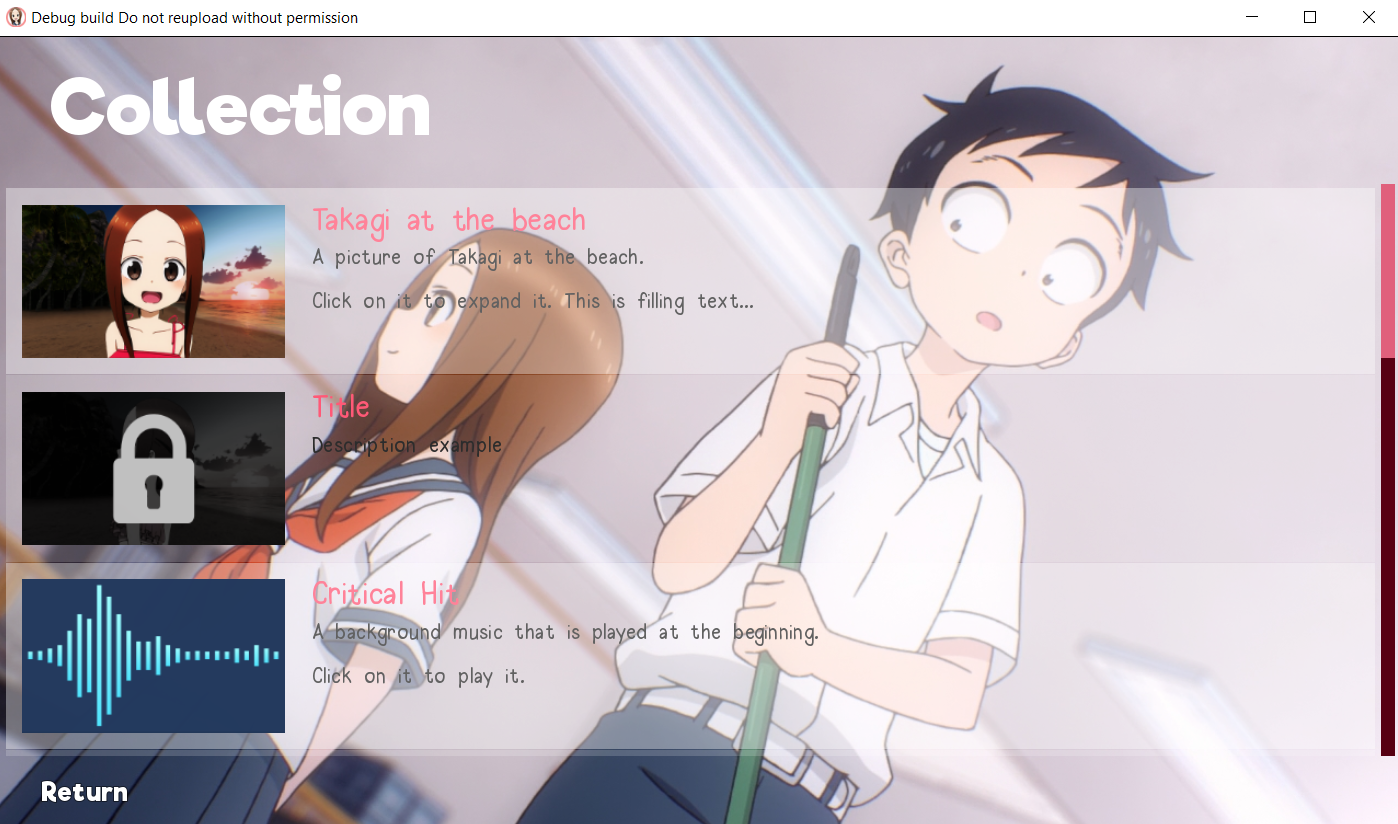 Debug build Do not reupload without permission
Collection
Takagi at the beach
A picture of Takagi at the beach.
Click on it to expand it. This is filling text...
Title
Description example
Critical Hit
A background music that is played at the beginning.
Click on it to play it.
Return